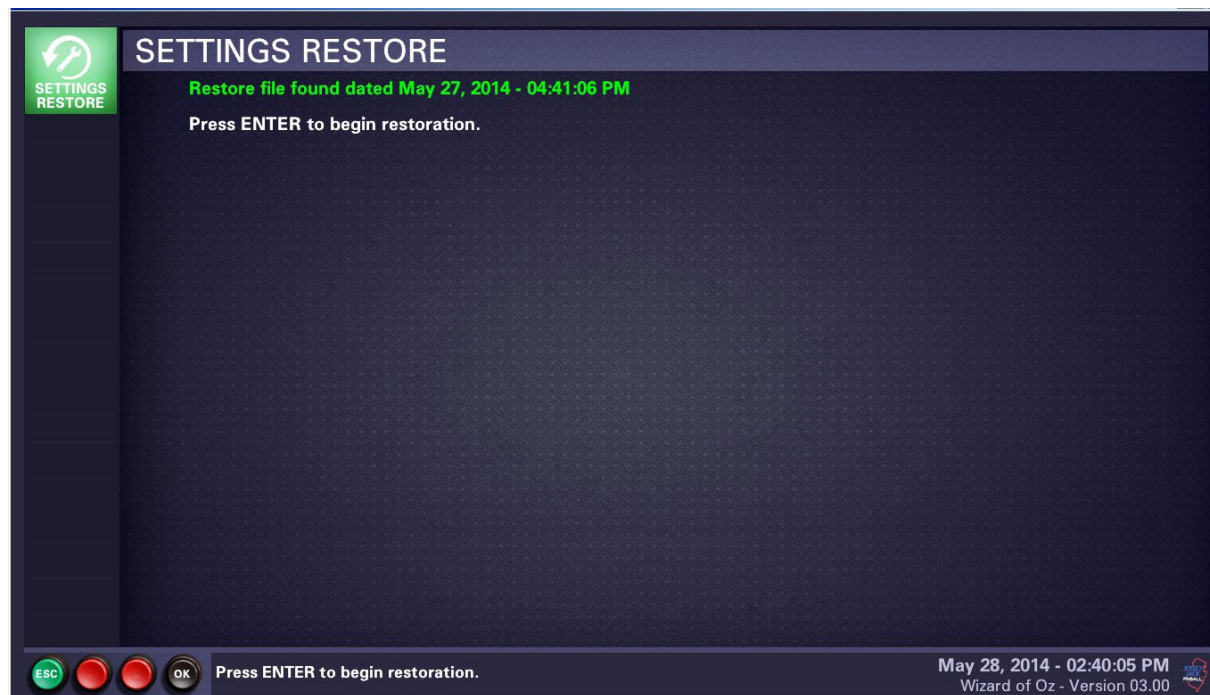 SETTINGS RESTORE
SETTINGS
RESTORE
Restore file found dated May 27, 2014 - 04:41:06 PM
Press ENTER to begin restoration.
ESC
OK
Press ENTER to begin restoration.
May 28, 2014 - 02:40:05 PM
Wizard of Oz - Version 03.00
PINBALL